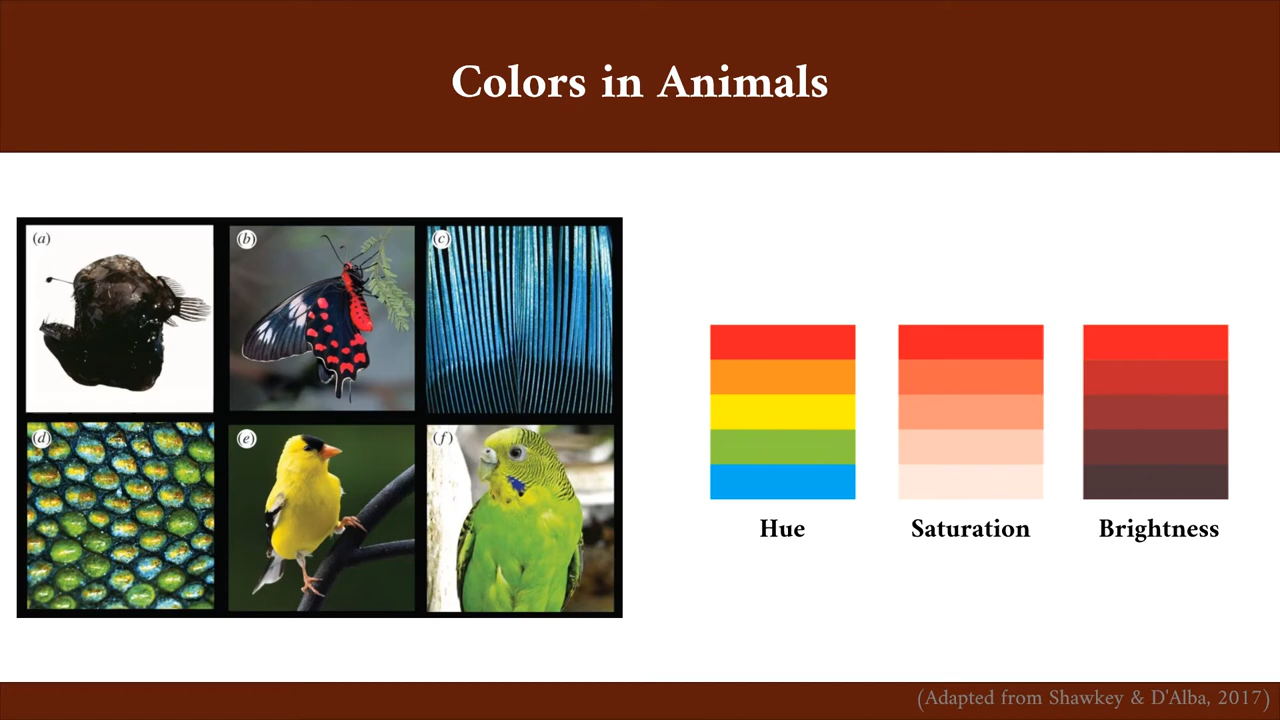 Colors in Animals
(a)
(b)
(c)
(d)
(e)
(f)
Hue
Saturation
Brightness
(Adapted from Shawkey & D'Alba, 2017)